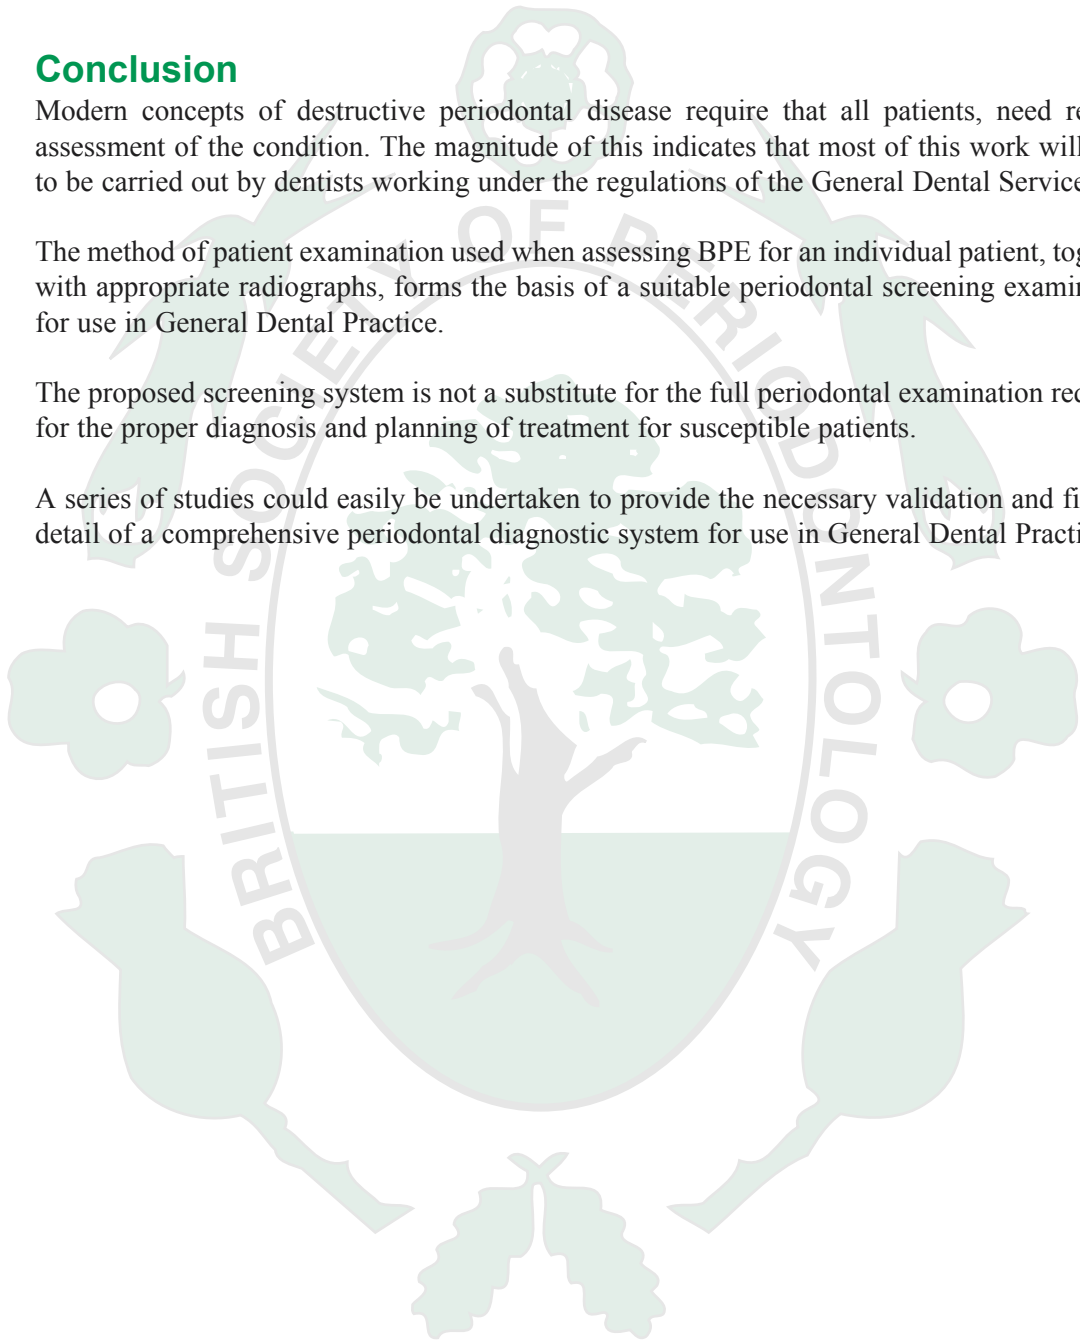 Conclusion
Modern concepts of destructive periodontal disease require that all patients, need re
assessment of the condition. The magnitude of this indicates that most of this work will
to be carried out by dentists working under the regulations of the General Dental Service
The method of patient examination used when assessing BPE for an individual patient, tog
with appropriate radiographs, forms the basis of a suitable periodontal screening examin
for use in General Dental Practice.
The proposed screening system is not a substitute for the full periodontal examination req
for the proper diagnosis and planning of treatment for susceptible patients.
A series of studies could easily be undertaken to provide the necessary validation and fi
detail of a comprehensive periodontal diagnostic system for use in General Dental Practi
BRITISH SOCIETY OF PERIODONTOLOGY